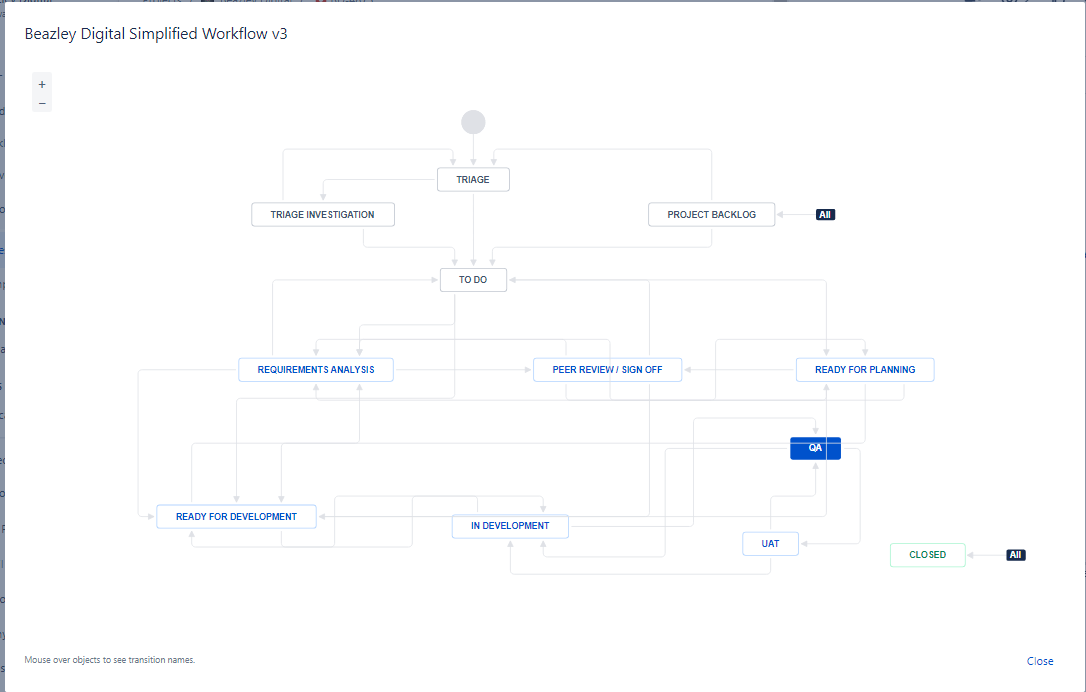 Beazley Digital Simplified Workflow v3
+
−
TRIAGE
TRIAGE INVESTIGATION
PROJECT BACKLOG
All
TO DO
REQUIREMENTS ANALYSIS
PEER REVIEW / SIGN OFF
READY FOR PLANNING
QA
READY FOR DEVELOPMENT
IN DEVELOPMENT
UAT
CLOSED
All
Mouse over objects to see transition names.
Close